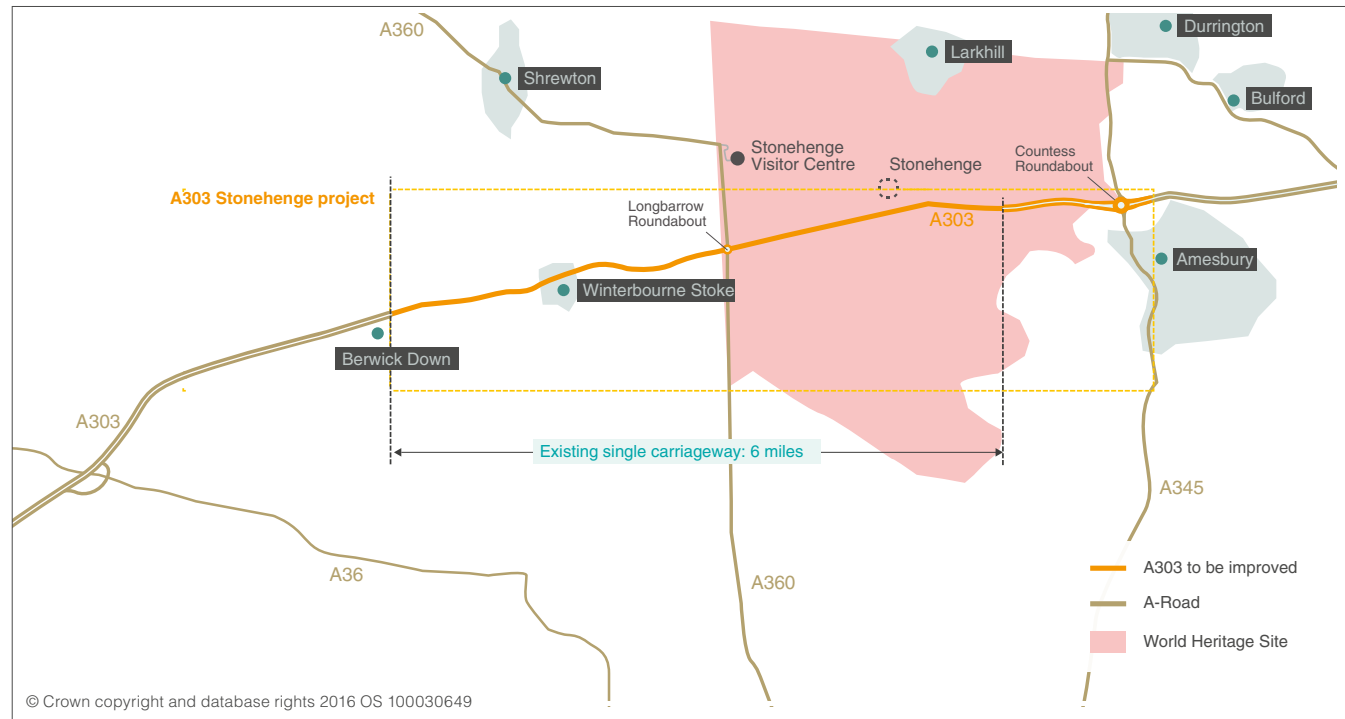 A360
Durrington
Larkhill
Shrewton
Bulford
Stonehenge
Visitor Centre
Stonehenge
Countess
Roundabout
A303 Stonehenge project
Longbarrow
Roundabout
A303
Amesbury
Winterbourne Stoke
Berwick Down
A303
Existing single carriageway: 6 miles
A345
A36
A360
A303 to be improved
A-Road
World Heritage Site
© Crown copyright and database rights 2016 OS 100030649